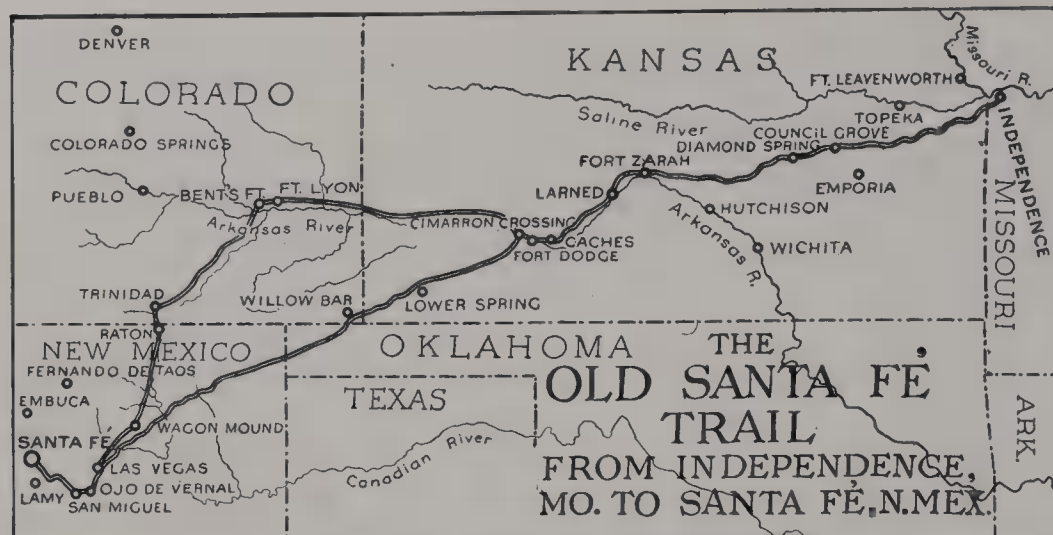 DENVER
COLORADO
COLORADO SPRINGS
PUEBLO
BENT'S FT.
FT. LYON
Arkansas River
TRINIDAD
RATON
NEW MEXICO
FERNANDO DE TAOS
EMBUCA
SANTA FÉ
WAGON MOUND
LAS VEGAS
OJO DE VERNAL
LAMY
SAN MIGUEL
KANSAS
Missouri R.
FT. LEAVENWORTH
TOPEKA
INDEPENDENCE
Saline River
COUNCIL GROVE
DIAMOND SPRING
FORT ZARAH
EMPORIA
LARNED
HUTCHISON
Arkansas R.
WICHITA
CIMARRON CROSSING
CACHES
FORT DODGE
LOWER SPRING
WILLOW BAR
MISSOURI
OKLAHOMA
TEXAS
Canadian River
ARK.
THE
OLD SANTA FÉ
TRAIL
FROM INDEPENDENCE,
MO. TO SANTA FÉ, N.MEX.